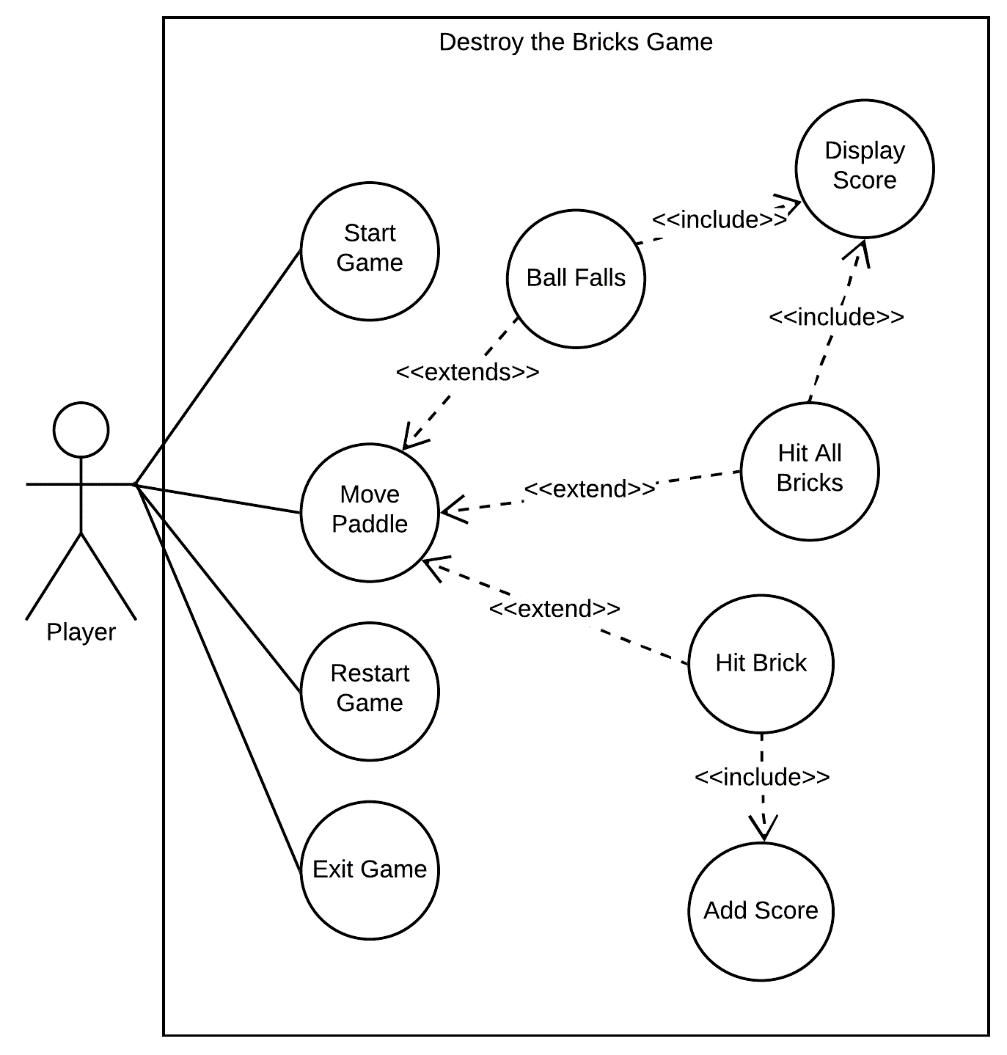 Destroy the Bricks Game
Display
Score
<<include>>
Start
Game
Ball Falls
<<include>>
<<extends>>
Hit All
Bricks
<<extend>>
Move
Paddle
<<extend>>
Player
Restart
Game
Hit Brick
<<include>>
Exit Game
Add Score